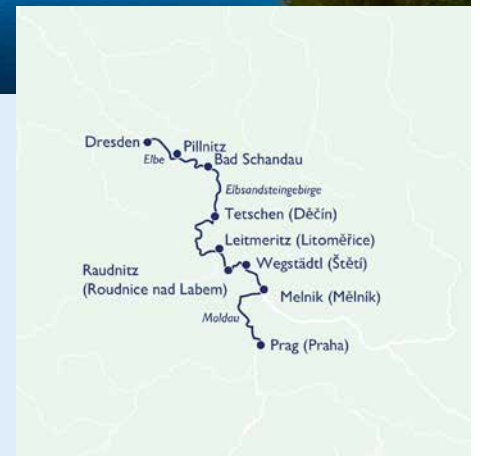 Dresden
Pillnitz
Elbe
Bad Schandau
Elbsandsteingebirge
Tetschen (Děčín)
Leitmeritz (Litoměřice)
Wegstädtl (Štětí)
Raudnitz
(Roudnice nad Labem)
Melnik (Mělník)
Moldau
Prag (Praha)